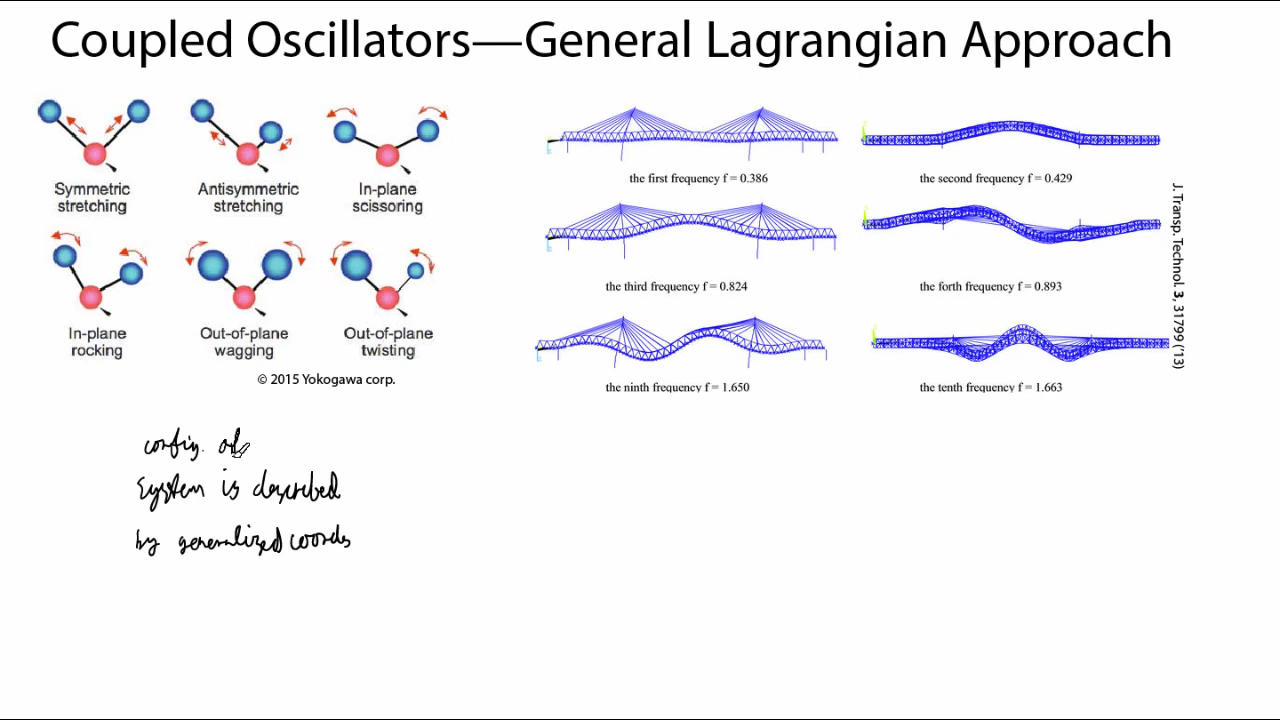 Coupled Oscillators—General Lagrangian Approach
Symmetric
stretching
Antisymmetric
stretching
In-plane
scissoring
In-plane
rocking
Out-of-plane
wagging
Out-of-plane
twisting
© 2015 Yokogawa corp.
the first frequency f = 0.386
the second frequency f = 0.429
the third frequency f = 0.824
the forth frequency f = 0.893
the ninth frequency f = 1.650
the tenth frequency f = 1.663
J. Transp. Technol. 3, 31799 ('13)
config. of
system is described
by generalized coords